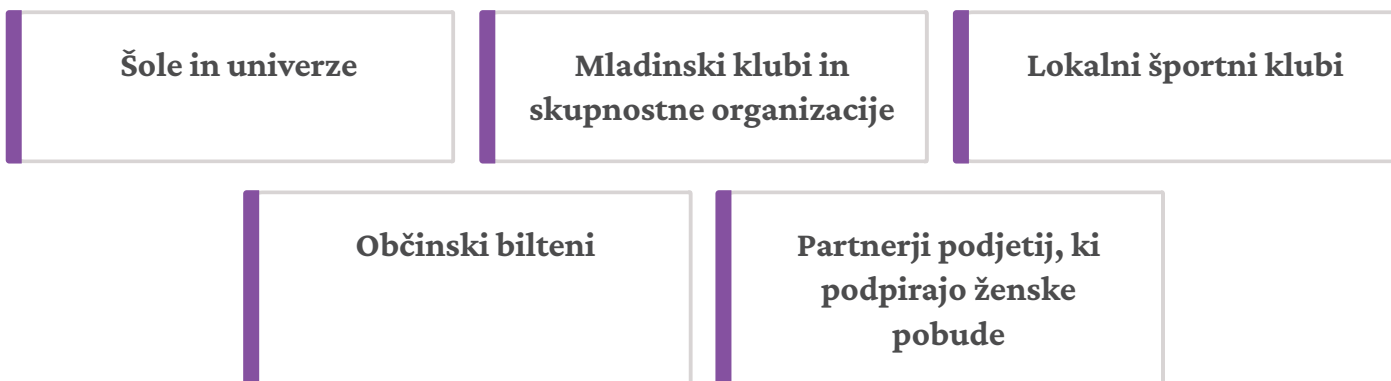 Šole in univerze
Mladinski klubi in
skupnostne organizacije
Lokalni športni klubi
Občinski bilteni
Partnerji podjetij, ki
podpirajo ženske
pobude